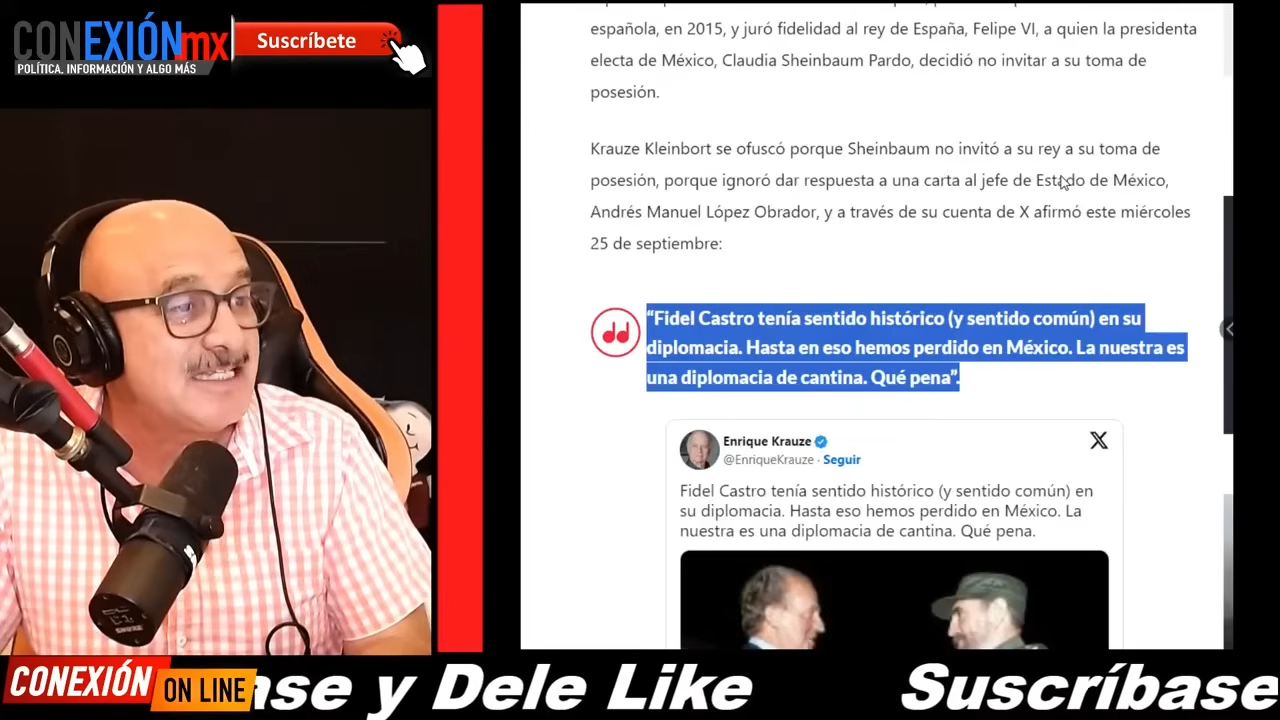 CONEXIÓNmx
POLÍTICA, INFORMACIÓN Y ALGO MÁS
Suscríbete
española, en 2015, y juró fidelidad al rey de España, Felipe VI, a quien la presidenta
electa de México, Claudia Sheinbaum Pardo, decidió no invitar a su toma de
posesión.
Krauze Kleinbort se ofuscó porque Sheinbaum no invitó a su rey a su toma de
posesión, porque ignoró dar respuesta a una carta al jefe de Estado de México,
Andrés Manuel López Obrador, y a través de su cuenta de X afirmó este miércoles
25 de septiembre:
“Fidel Castro tenía sentido histórico (y sentido común) en su
diplomacia. Hasta en eso hemos perdido en México. La nuestra es
una diplomacia de cantina. Qué pena”.
Enrique Krauze
@EnriqueKrauze · Seguir
Fidel Castro tenía sentido histórico (y sentido común) en
su diplomacia. Hasta eso hemos perdido en México. La
nuestra es una diplomacia de cantina. Qué pena.
CONEXIÓN ON LINE
ase y Dele Like Suscríbase